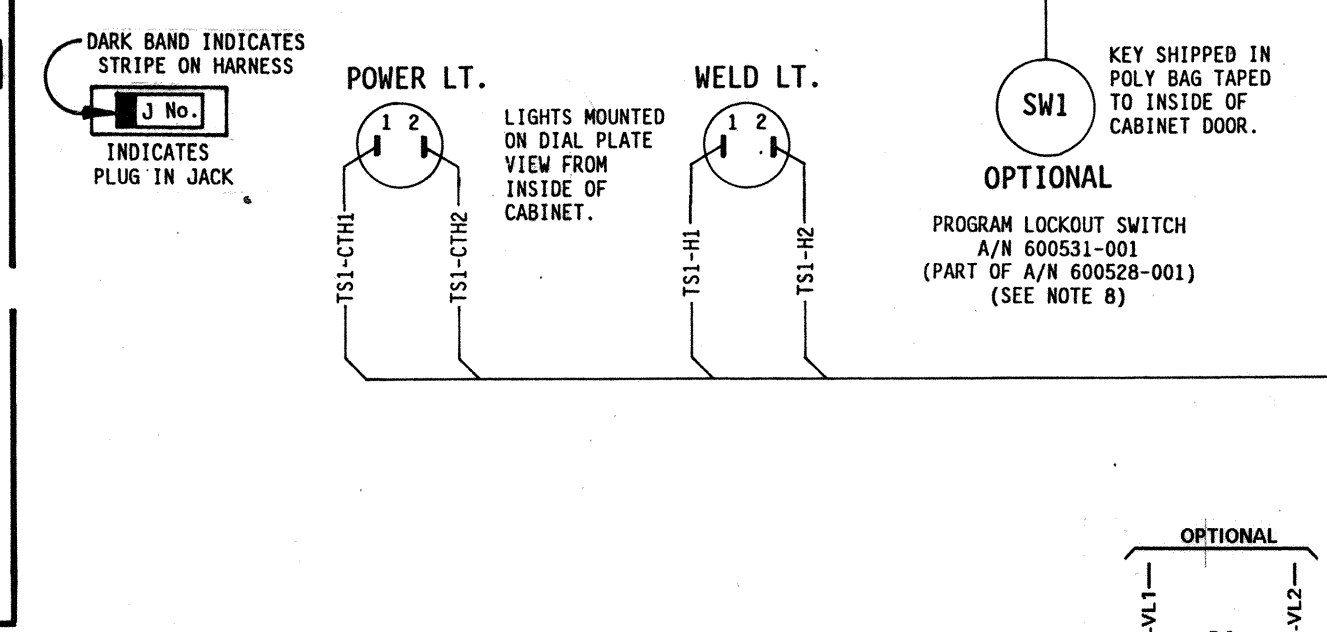 DARK BAND INDICATES
STRIPE ON HARNESS
J No.
INDICATES
PLUG IN JACK
POWER LT.
1 2
TS1-CTH1
TS1-CTH2
LIGHTS MOUNTED
ON DIAL PLATE
VIEW FROM
INSIDE OF
CABINET.
WELD LT.
1 2
TS1-H1
TS1-H2
SW1
KEY SHIPPED IN
POLY BAG TAPED
TO INSIDE OF
CABINET DOOR.
OPTIONAL
PROGRAM LOCKOUT SWITCH
A/N 600531-001
(PART OF A/N 600528-001)
(SEE NOTE 8)
OPTIONAL
-VL1
-VL2